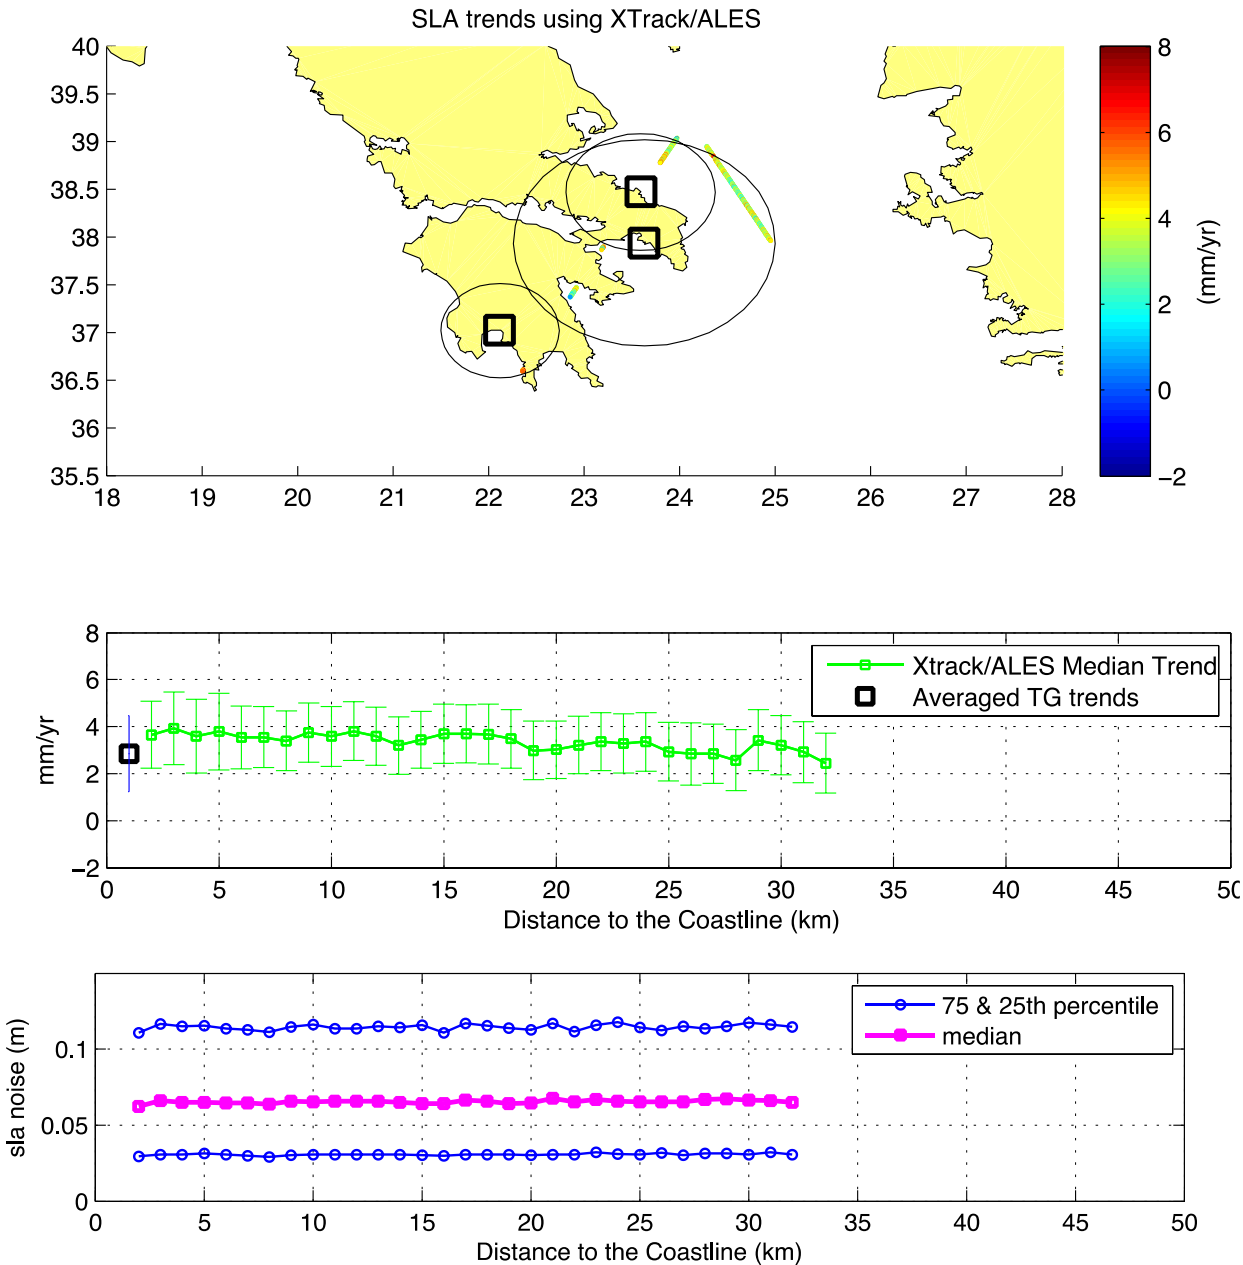 SLA trends using XTrack/ALES
40
39.5
39
38.5
38
37.5
37
36.5
36
35.5
18 19 20 21 22 23 24 25 26 27 28
8
6
4
2
0
−2
(mm/yr)
8
6
4
2
0
−2
mm/yr
Xtrack/ALES Median Trend
Averaged TG trends
0 5 10 15 20 25 30 35 40 45 50
Distance to the Coastline (km)
0.1
0.05
0
sla noise (m)
75 & 25th percentile
median
0 5 10 15 20 25 30 35 40 45 50
Distance to the Coastline (km)